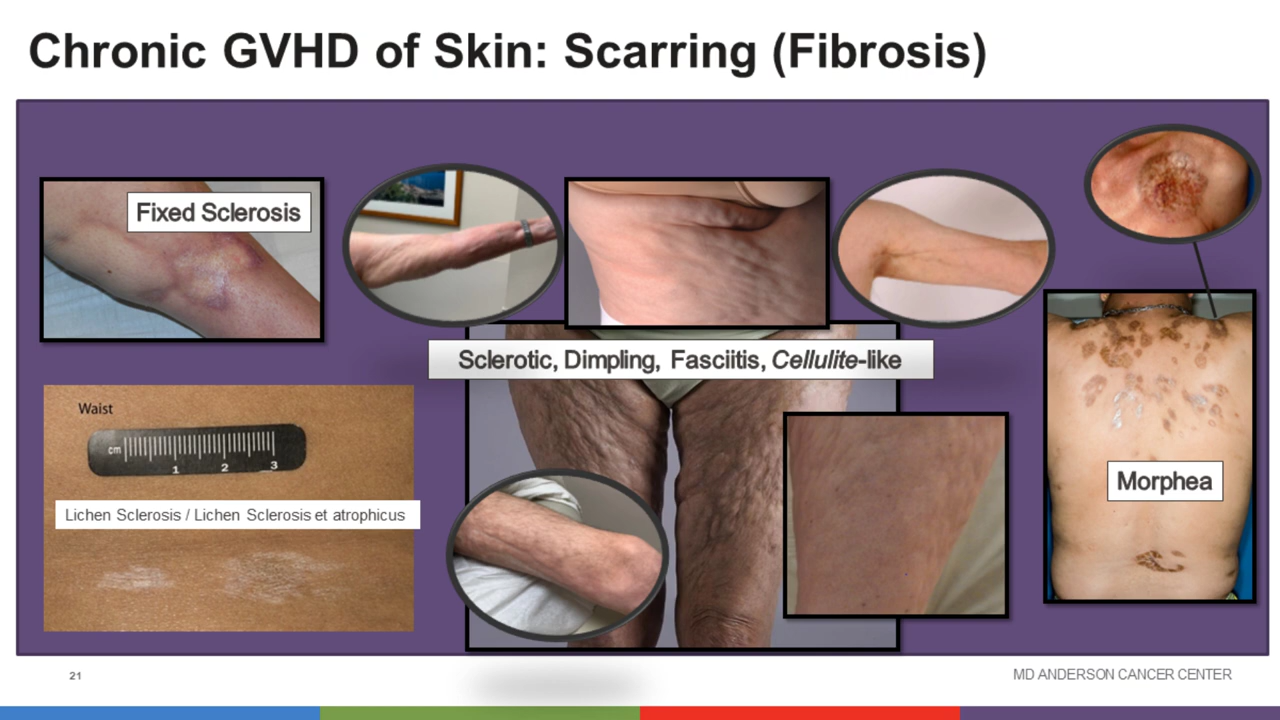 Chronic GVHD of Skin: Scarring (Fibrosis)
Fixed Sclerosis
Sclerotic, Dimpling, Fasciitis, Cellulite-like
Waist
cm
1 2 3
Lichen Sclerosis / Lichen Sclerosis et atrophicus
Morphea
21
MD ANDERSON CANCER CENTER